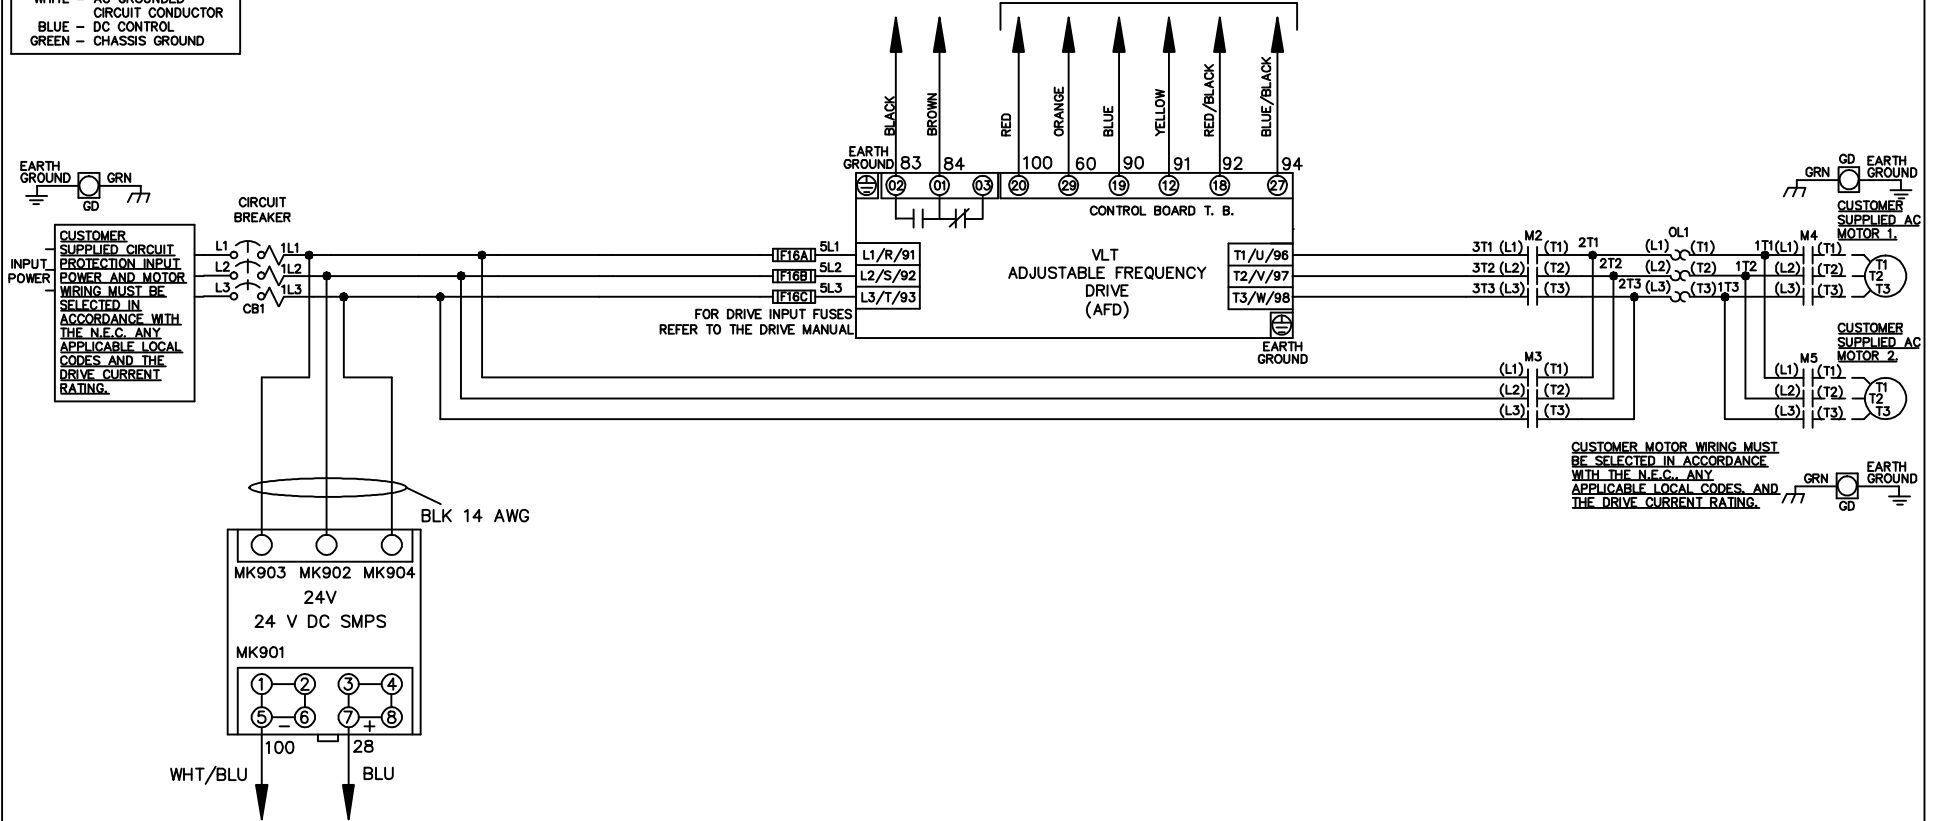 WHITE - AC GROUNDED
CIRCUIT CONDUCTOR
BLUE - DC CONTROL
GREEN - CHASSIS GROUND
BLACK
BROWN
RED
ORANGE
BLUE
YELLOW
RED/BLACK
BLUE/BLACK
EARTH
GROUND
83
84
100
60
90
91
92
94
02
01
03
20
29
19
12
18
27
CONTROL BOARD T. B.
EARTH
GROUND
GRN
GD
CIRCUIT
BREAKER
INPUT
POWER
CUSTOMER
SUPPLIED CIRCUIT
PROTECTION INPUT
POWER AND MOTOR
WIRING MUST BE
SELECTED IN
ACCORDANCE WITH
THE N.E.C. ANY
APPLICABLE LOCAL
CODES AND THE
DRIVE CURRENT
RATING.
L1
L2
L3
1L1
1L2
1L3
CB1
F16A
F16B
F16C
5L1
5L2
5L3
FOR DRIVE INPUT FUSES
REFER TO THE DRIVE MANUAL
L1/R/91
L2/S/92
L3/T/93
VLT
ADJUSTABLE FREQUENCY
DRIVE
(AFD)
T1/U/96
T2/V/97
T3/W/98
EARTH
GROUND
M2
3T1 (L1) (T1) 2T1
3T2 (L2) (T2) 2T2
3T3 (L3) (T3) 2T3
OL1
(L1) (T1) 1T1
(L2) (T2) 1T2
(L3) (T3) 1T3
M4
(L1) (T1)
(L2) (T2)
(L3) (T3)
T1
T2
T3
GD
GRN
EARTH
GROUND
CUSTOMER
SUPPLIED AC
MOTOR 1.
M3
(L1) (T1)
(L2) (T2)
(L3) (T3)
CUSTOMER
SUPPLIED AC
MOTOR 2.
M5
(L1) (T1)
(L2) (T2)
(L3) (T3)
T1
T2
T3
CUSTOMER MOTOR WIRING MUST
BE SELECTED IN ACCORDANCE
WITH THE N.E.C., ANY
APPLICABLE LOCAL CODES, AND
THE DRIVE CURRENT RATING.
GRN
GD
EARTH
GROUND
BLK 14 AWG
MK903
MK902
MK904
24V
24 V DC SMPS
MK901
1
2
3
4
5
6
7
8
-
+
100
28
WHT/BLU
BLU